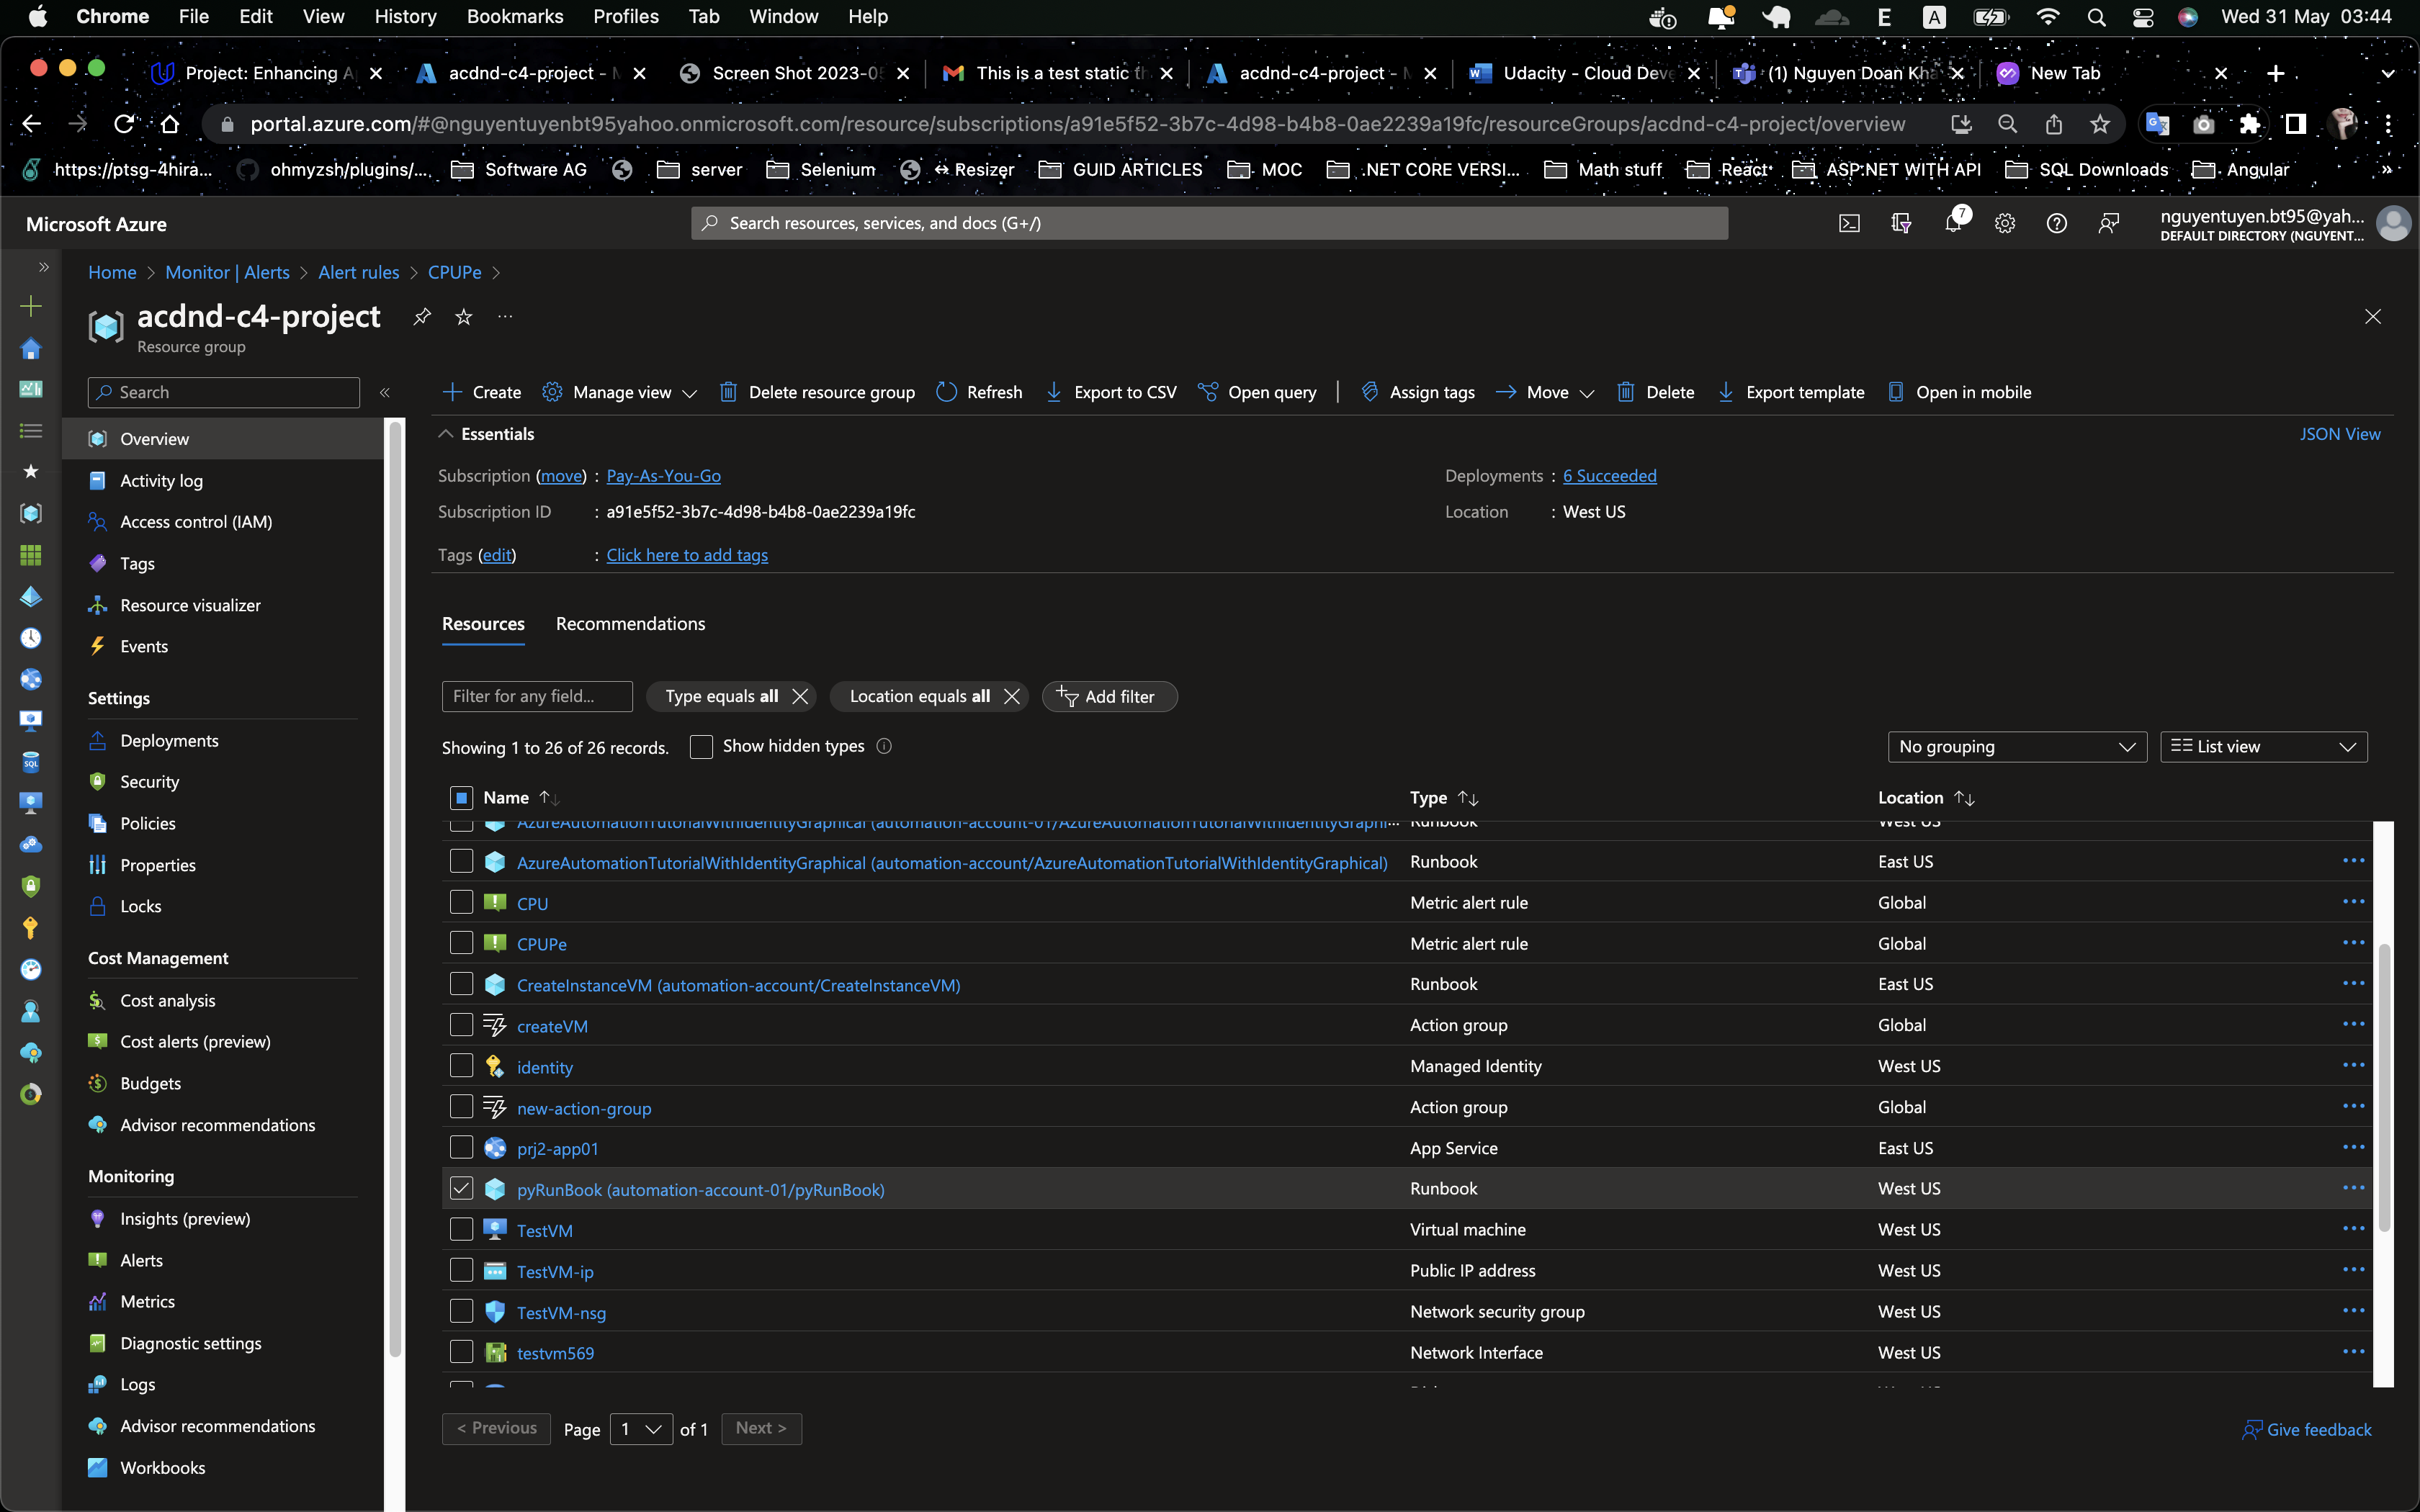 Chrome File Edit View History Bookmarks Profiles Tab Window Help E A Wed 31 May 03:44
Project: Enhancing A acdnd-c4-project - M Screen Shot 2023-05 This is a test static th acdnd-c4-project - M Udacity - Cloud Deve (1) Nguyen Doan Kha New Tab
portal.azure.com/#@nguyentuyenbt95yahoo.onmicrosoft.com/resource/subscriptions/a91e5f52-3b7c-4d98-b4b8-0ae2239a19fc/resourceGroups/acdnd-c4-project/overview
https://ptsg-4hira... ohmyzsh/plugins/... Software AG server Selenium ↔ Resizer GUID ARTICLES MOC .NET CORE VERSI... Math stuff React ASP.NET WITH API SQL Downloads Angular »
Microsoft Azure
Search resources, services, and docs (G+/)
7
nguyentuyen.bt95@yah...
DEFAULT DIRECTORY (NGUYENT...
Home > Monitor | Alerts > Alert rules > CPUPe >
acdnd-c4-project
Resource group
Search
Create Manage view Delete resource group Refresh Export to CSV Open query Assign tags Move Delete Export template Open in mobile
Overview
Activity log
Access control (IAM)
Tags
Resource visualizer
Events
Settings
Deployments
Security
Policies
Properties
Locks
Cost Management
Cost analysis
Cost alerts (preview)
Budgets
Advisor recommendations
Monitoring
Insights (preview)
Alerts
Metrics
Diagnostic settings
Logs
Advisor recommendations
Workbooks
Essentials
JSON View
Subscription (move) : Pay-As-You-Go
Deployments : 6 Succeeded
Subscription ID : a91e5f52-3b7c-4d98-b4b8-0ae2239a19fc
Location : West US
Tags (edit) : Click here to add tags
Resources Recommendations
Filter for any field... Type equals all Location equals all Add filter
Showing 1 to 26 of 26 records. Show hidden types
No grouping List view
Name Type Location
AzureAutomationTutorialWithIdentityGraphical (automation-account-01/AzureAutomationTutorialWithIdentityGraphi... Runbook West US
AzureAutomationTutorialWithIdentityGraphical (automation-account/AzureAutomationTutorialWithIdentityGraphical) Runbook East US
CPU Metric alert rule Global
CPUPe Metric alert rule Global
CreateInstanceVM (automation-account/CreateInstanceVM) Runbook East US
createVM Action group Global
identity Managed Identity West US
new-action-group Action group Global
prj2-app01 App Service East US
pyRunBook (automation-account-01/pyRunBook) Runbook West US
TestVM Virtual machine West US
TestVM-ip Public IP address West US
TestVM-nsg Network security group West US
testvm569 Network Interface West US
< Previous Page 1 of 1 Next >
Give feedback